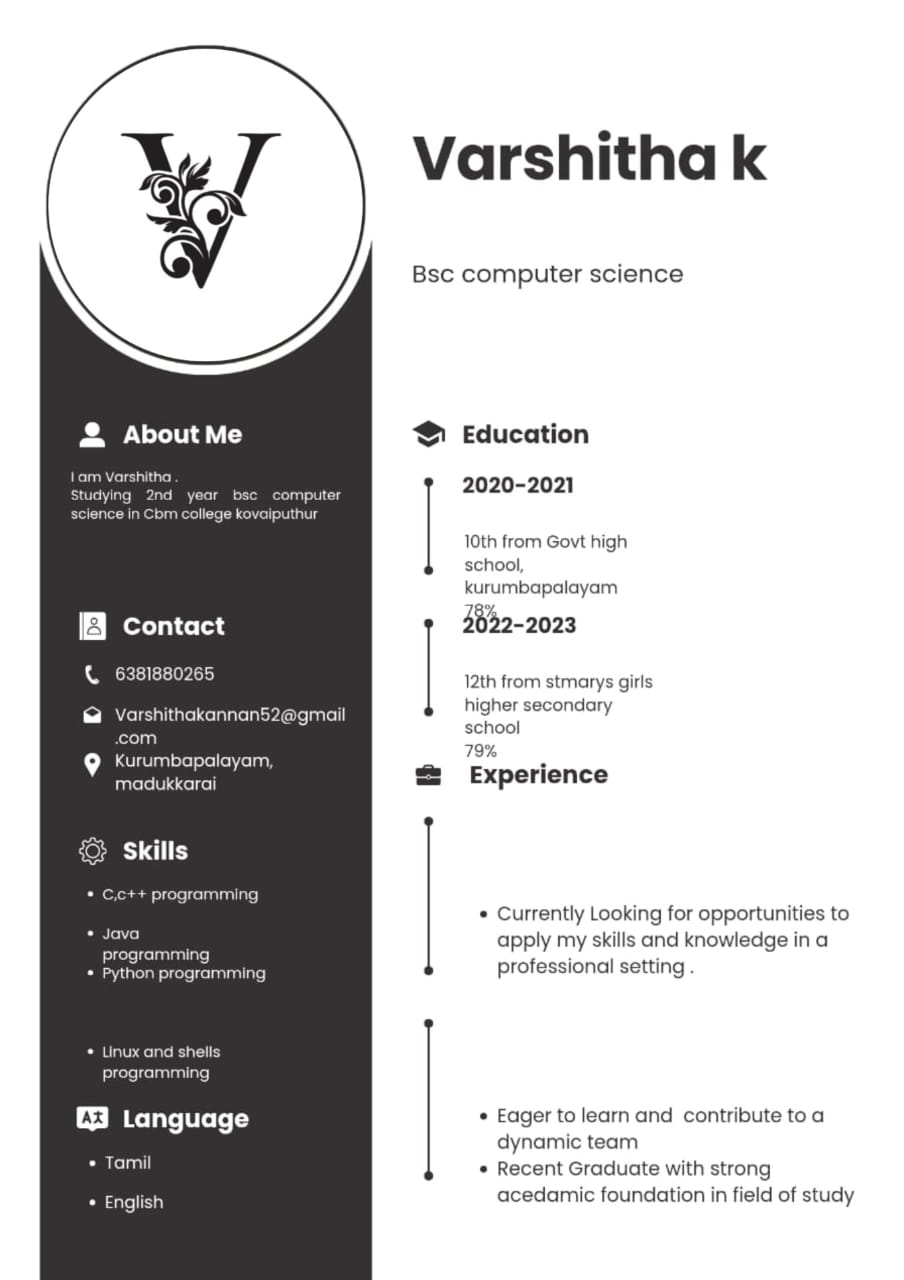 V
Varshitha k
Bsc computer science
About Me
I am Varshitha .
Studying 2nd year bsc computer
science in Cbm college kovaiputhur
Contact
6381880265
Varshithakannan52@gmail
.com
Kurumbapalayam,
madukkarai
Skills
C,c++ programming
Java
programming
Python programming
Linux and shells
programming
Language
Tamil
English
Education
2020-2021
10th from Govt high
school,
kurumbapalayam
78%
2022-2023
12th from stmarys girls
higher secondary
school
79%
Experience
Currently Looking for opportunities to
apply my skills and knowledge in a
professional setting .
Eager to learn and  contribute to a
dynamic team
Recent Graduate with strong
acedamic foundation in field of study